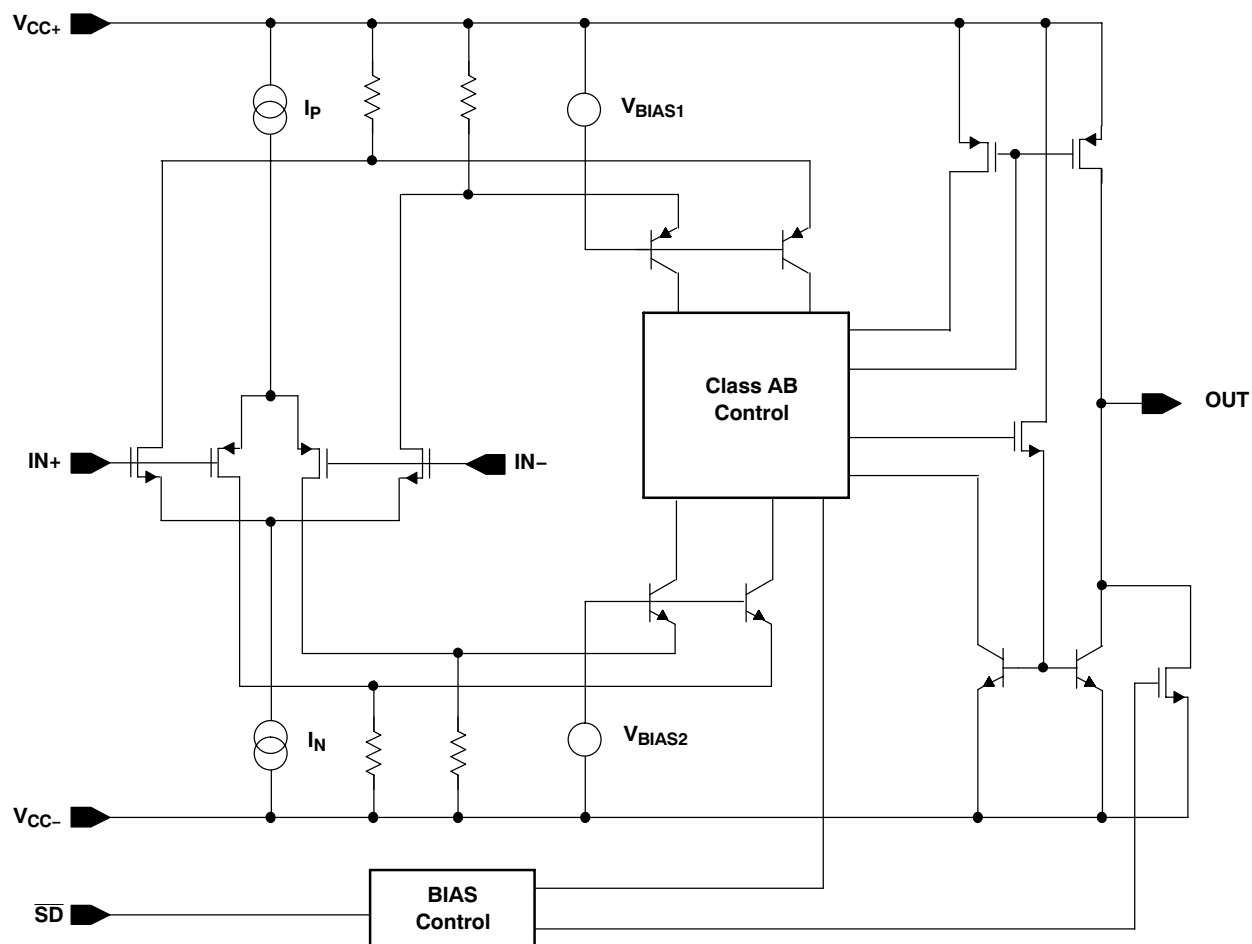 VCC+
IP
VBIAS1
Class AB
Control
OUT
IN+
IN−
IN
VBIAS2
VCC−
SD
BIAS
Control